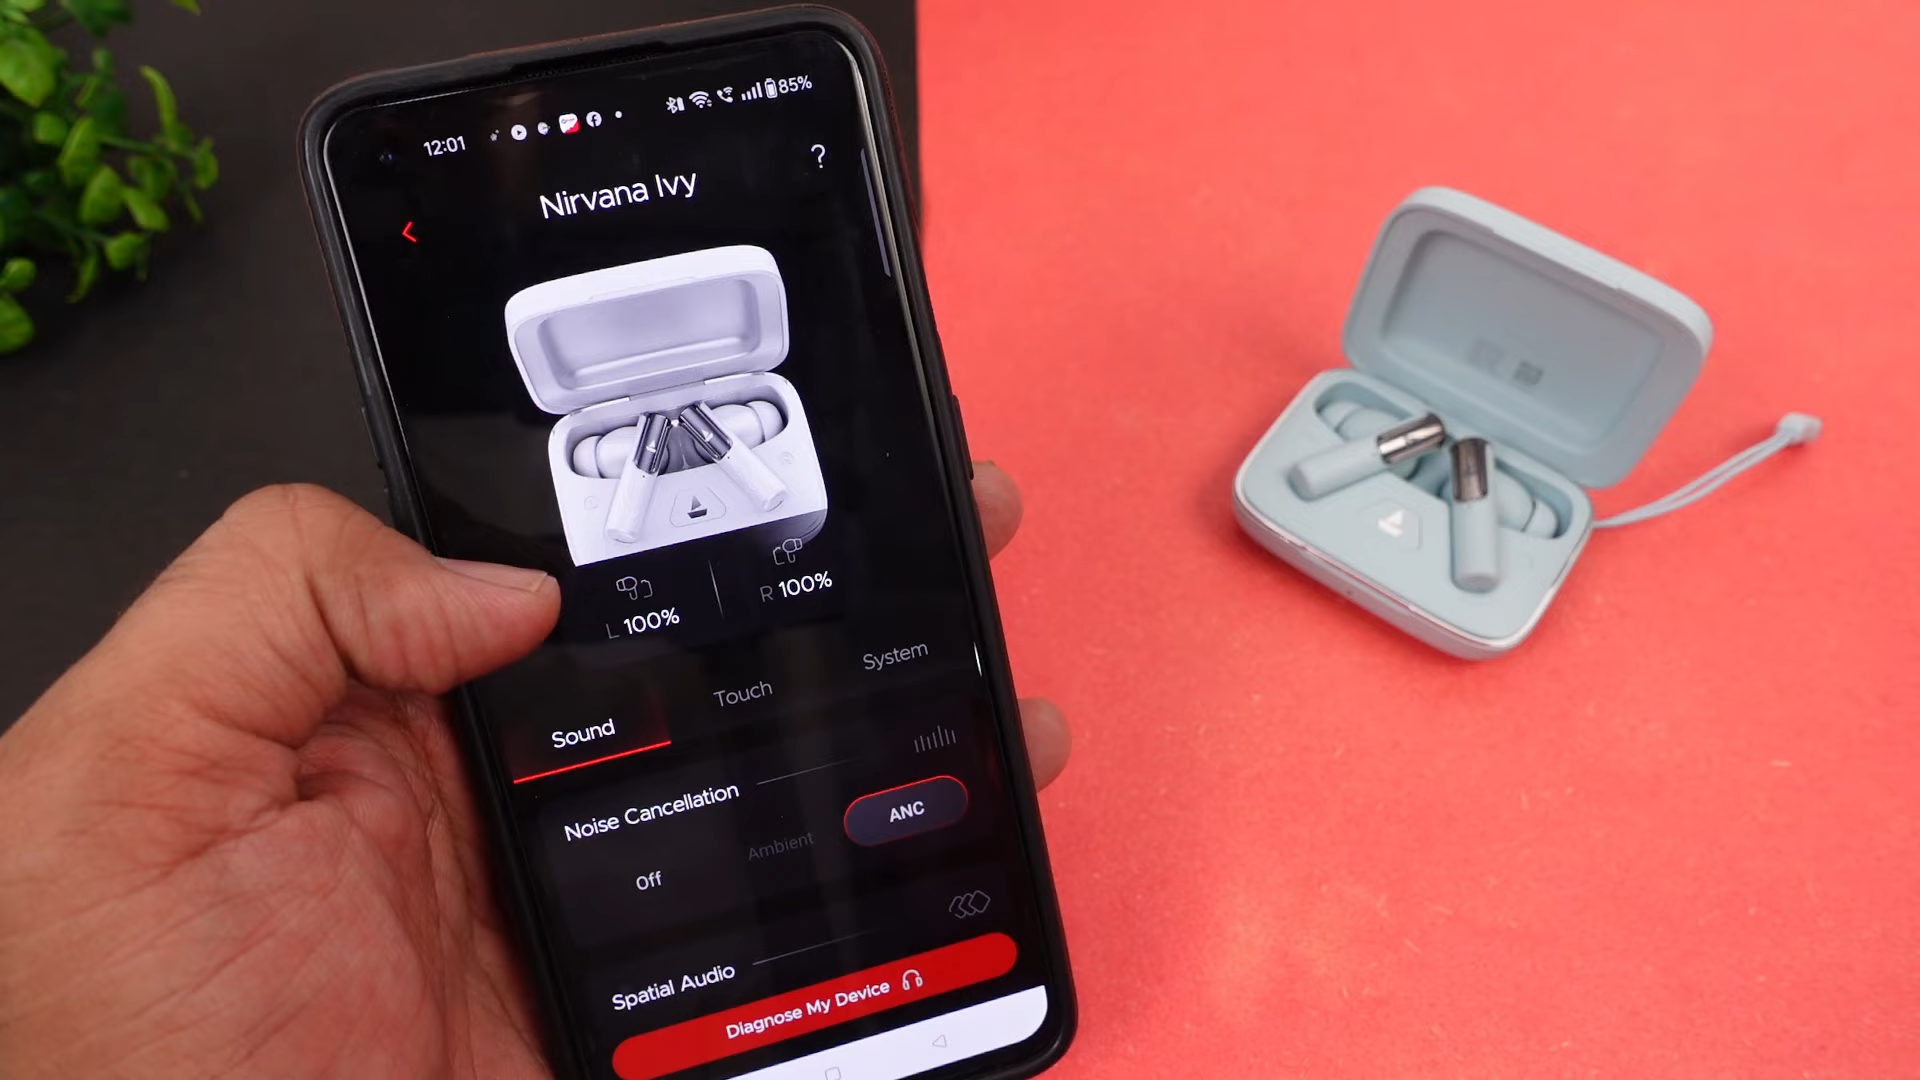 12:01
85%
?
Nirvana Ivy
L 100%
R 100%
Sound
Touch
System
Noise Cancellation
Off
Ambient
ANC
Spatial Audio
Diagnose My Device